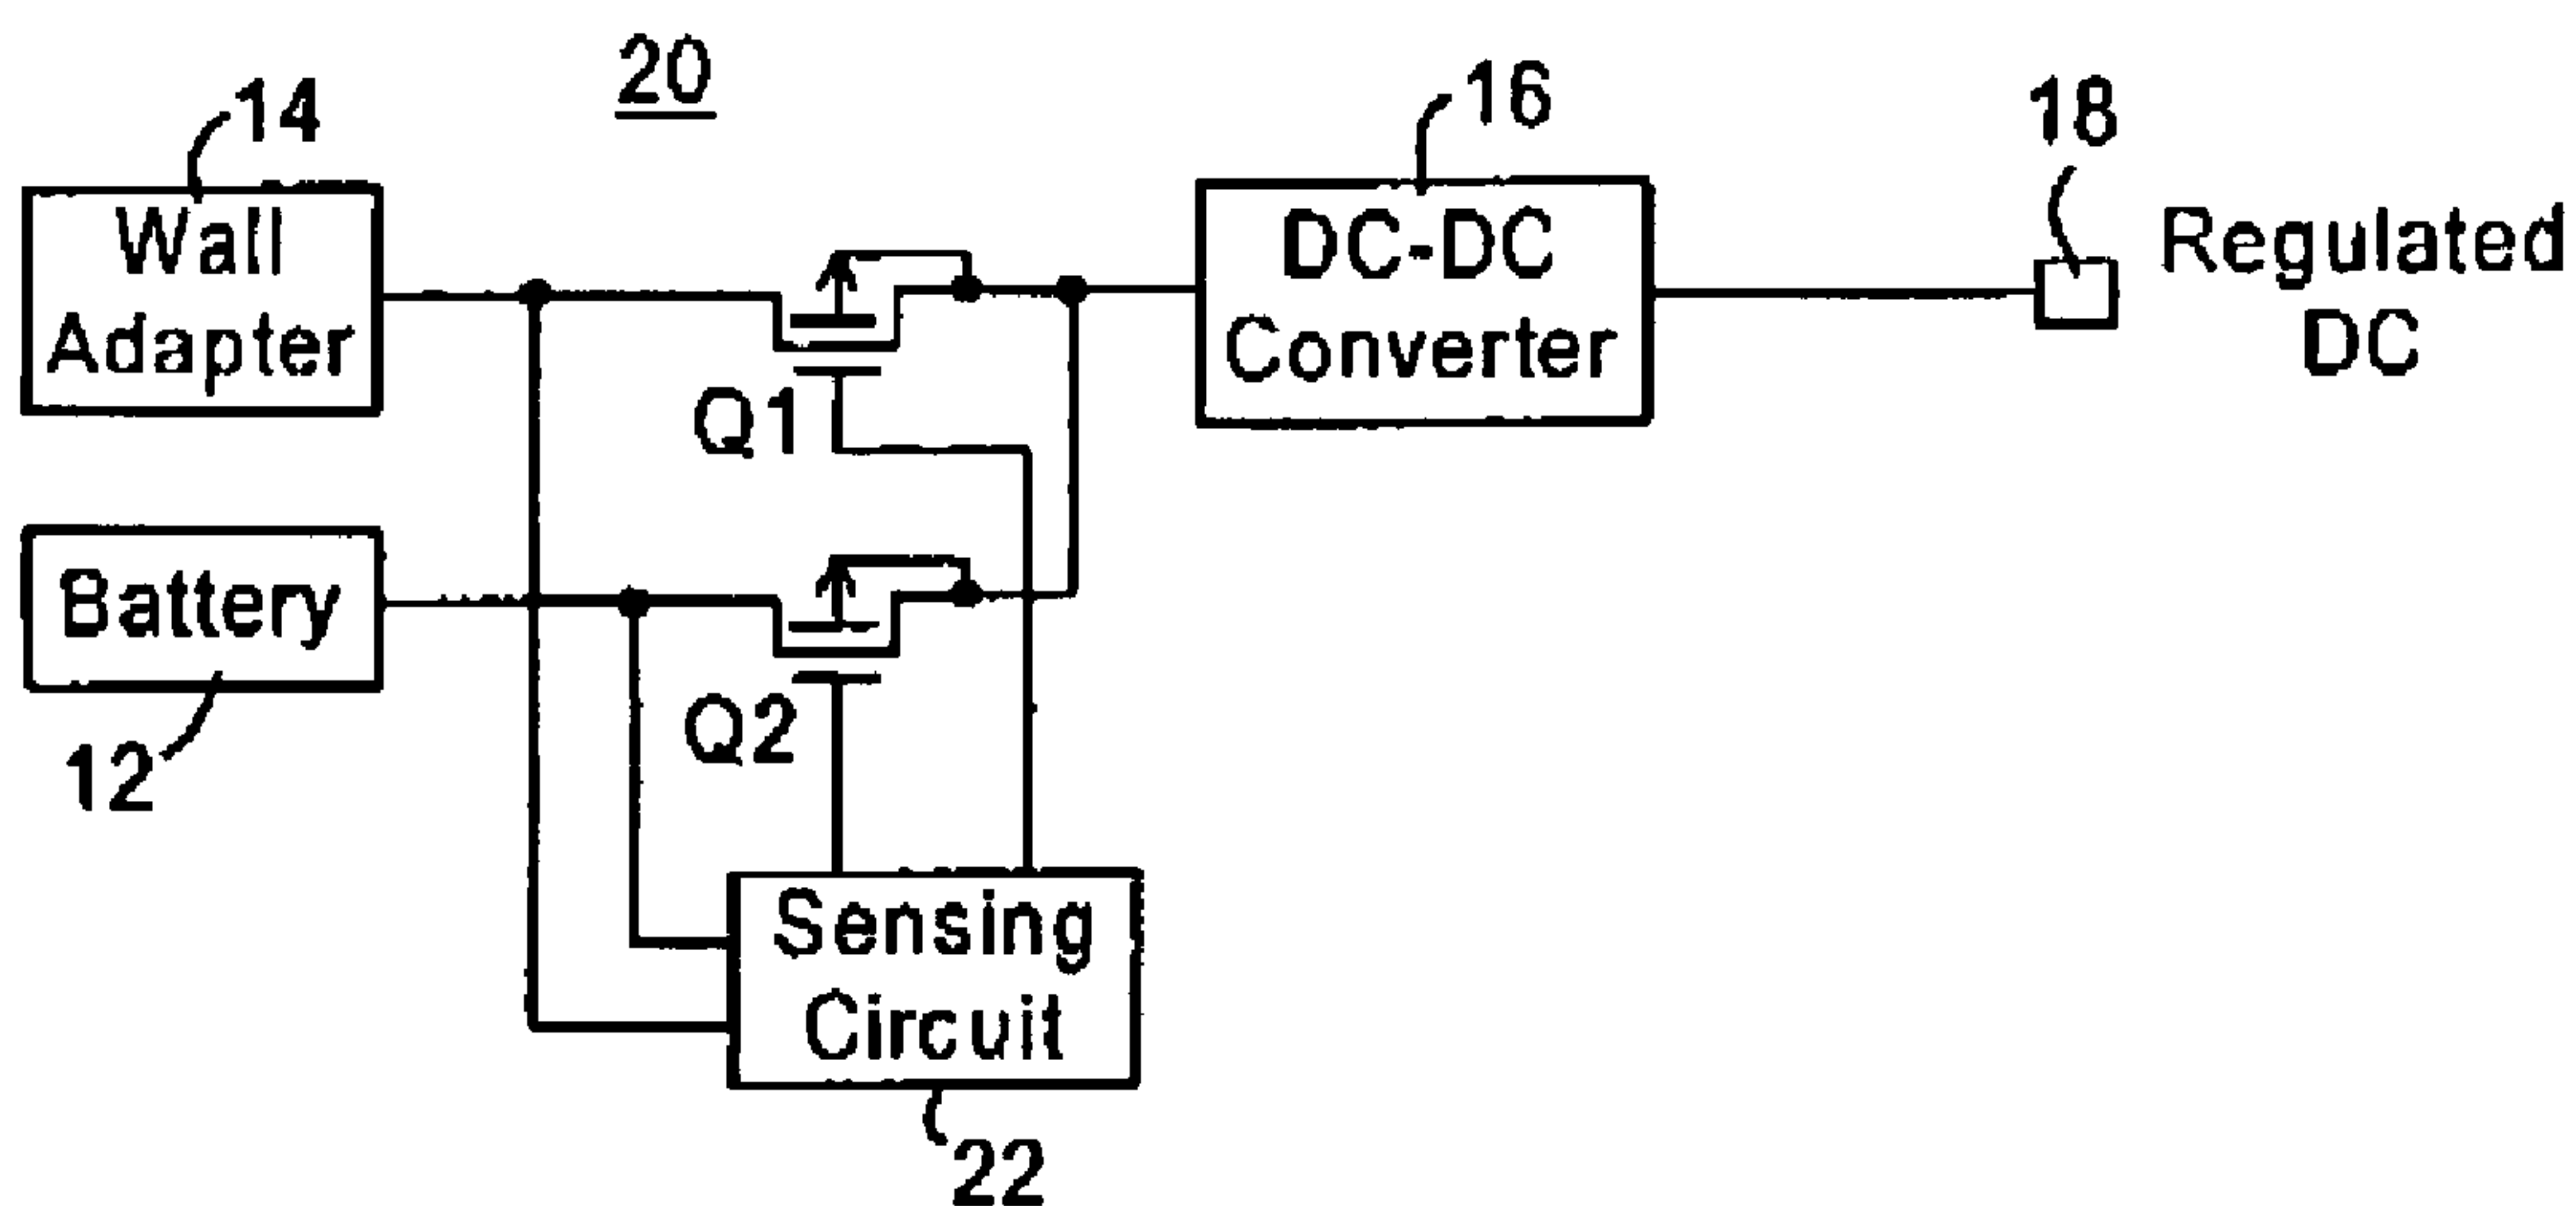 20
14
16
18
Wall
Adapter
DC-DC
Converter
Regulated
DC
Q1
Battery
12
Q2
Sensing
Circuit
22